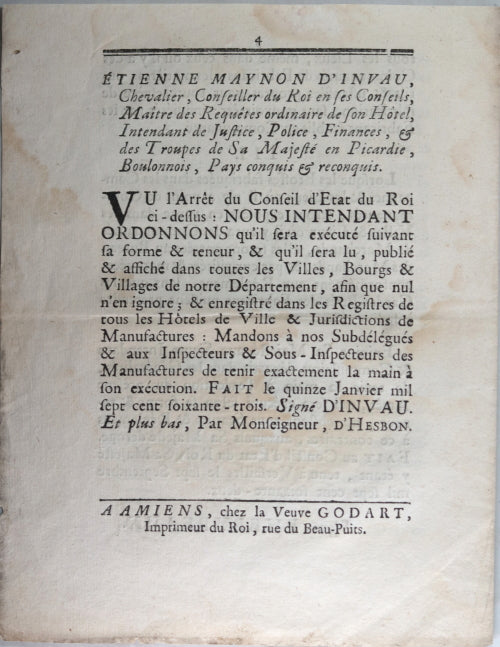 4
ÉTIENNE MAYNON D'INVAU,
Chevalier, Conſeiller du Roi en ſes Conſeils,
Maître des Requêtes ordinaire de ſon Hôtel,
Intendant de Juſtice, Police, Finances, &
des Troupes de Sa Majeſté en Picardie,
Boulonnois, Pays conquis & reconquis.
VU l'Arrêt du Conſeil d'Etat du Roi
ci-deſſus : NOUS INTENDANT
ORDONNONS qu'il ſera exécuté ſuivant
ſa forme & teneur, & qu'il ſera lu, publié
& affiché dans toutes les Villes, Bourgs &
Villages de notre Département, afin que nul
n'en ignore ; & enregiſtré dans les Regiſtres de
tous les Hôtels de Ville & Juriſdictions de
Manufactures : Mandons à nos Subdélégués
& aux Inſpecteurs & Sous-Inſpecteurs des
Manufactures de tenir exactement la main à
ſon exécution. FAIT le quinze Janvier mil
ſept cent ſoixante-trois. Signé D'INVAU.
Et plus bas, Par Monſeigneur, D'HESBON.
A AMIENS, chez la Veuve GODART,
Imprimeur du Roi, rue du Beau-Puits.